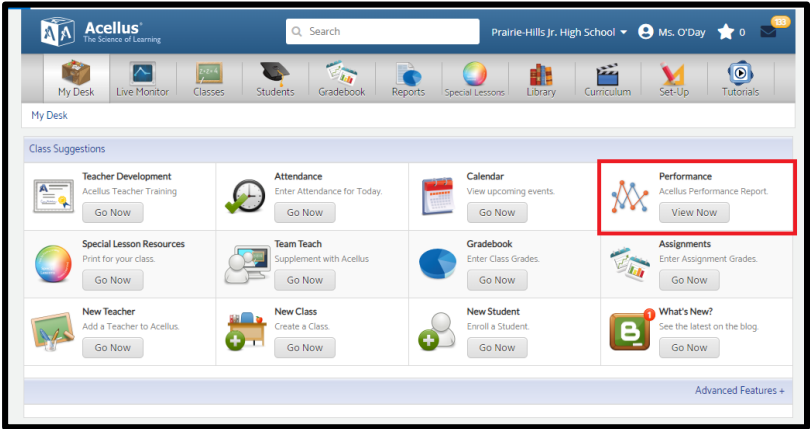 Acellus®
The Science of Learning
Search
Prairie-Hills Jr. High School
Ms. O'Day
0
My Desk
Live Monitor
Classes
Students
Gradebook
Reports
Special Lessons
Library
Curriculum
Set-Up
Tutorials
My Desk
Class Suggestions
Teacher Development
Acellus Teacher Training
Go Now
Attendance
Enter Attendance for Today.
Go Now
Calendar
View upcoming events.
Go Now
Performance
Acellus Performance Report.
View Now
Special Lesson Resources
Print for your class.
Go Now
Team Teach
Supplement with Acellus
Go Now
Gradebook
Enter Class Grades.
Go Now
Assignments
Enter Assignment Grades.
Go Now
New Teacher
Add a Teacher to Acellus.
Go Now
New Class
Create a Class.
Go Now
New Student
Enroll a Student.
Go Now
1
What's New?
See the latest on the blog.
Go Now
Advanced Features +